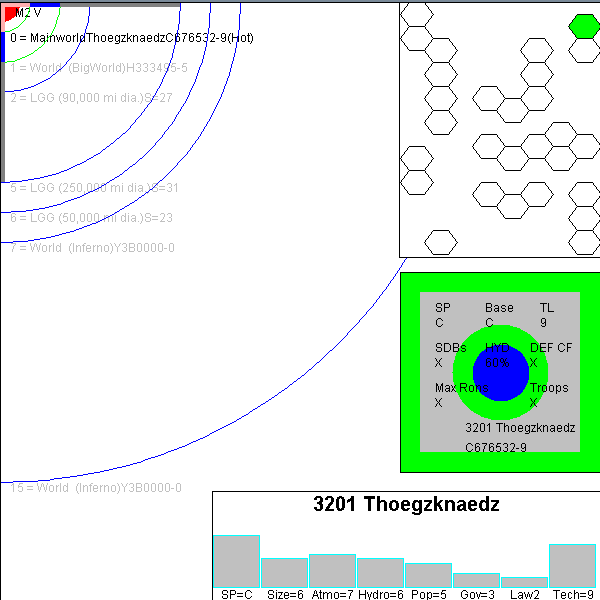 M2 V
0 = MainworldThoegzknaedzC676532-9(Hot)
1 = World  (BigWorld)H333495-5
2 = LGG (90,000 mi dia.)S=27
5 = LGG (250,000 mi dia.)S=31
6 = LGG (50,000 mi dia.)S=23
7 = World  (Inferno)Y3B0000-0
15 = World  (Inferno)Y3B0000-0
SP Base TL
C C 9
SDBs HYD DEF CF
X 60% X
Max Rons Troops
X X
3201 Thoegzknaedz
C676532-9
3201 Thoegzknaedz
SP=C Size=6 Atmo=7 Hydro=6 Pop=5 Gov=3 Law2 Tech=9